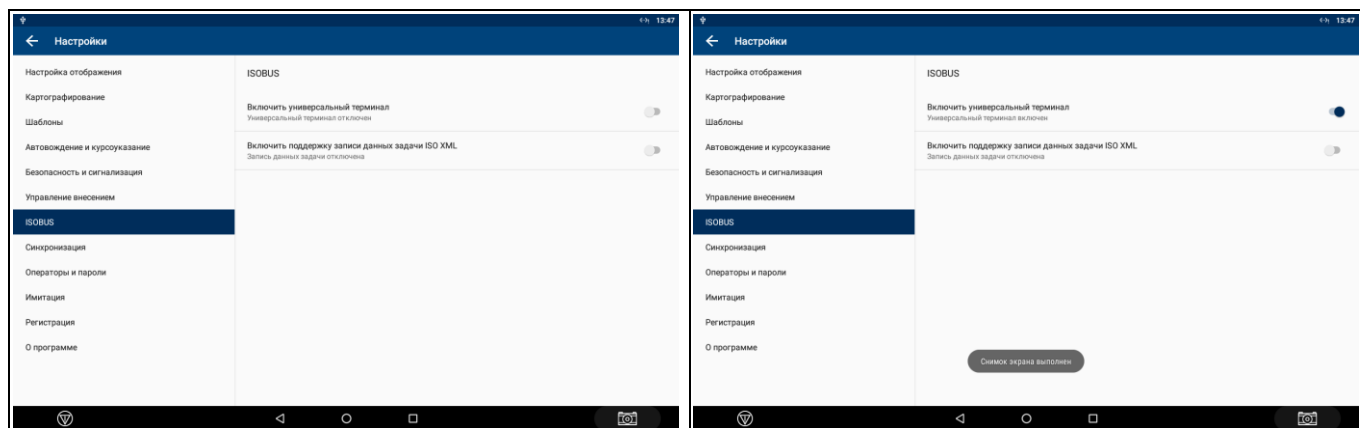 13:47
Настройки
Настройка отображения
Картографирование
Шаблоны
Автовождение и курсоуказание
Безопасность и сигнализация
Управление внесением
ISOBUS
Синхронизация
Операторы и пароли
Имитация
Регистрация
О программе
ISOBUS
Включить универсальный терминал
Универсальный терминал отключен
Включить поддержку записи данных задачи ISO XML
Запись данных задачи отключена
13:47
Настройки
Настройка отображения
Картографирование
Шаблоны
Автовождение и курсоуказание
Безопасность и сигнализация
Управление внесением
ISOBUS
Синхронизация
Операторы и пароли
Имитация
Регистрация
О программе
ISOBUS
Включить универсальный терминал
Универсальный терминал включен
Включить поддержку записи данных задачи ISO XML
Запись данных задачи отключена
Снимок экрана выполнен